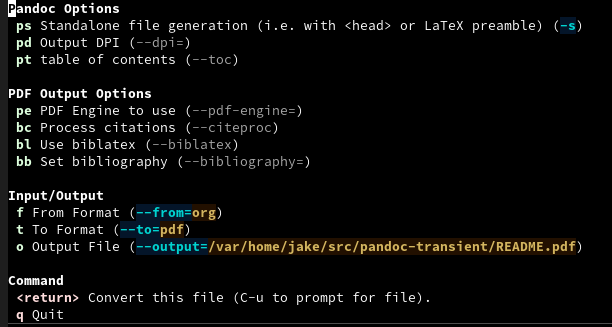 Pandoc Options
ps Standalone file generation (i.e. with <head> or LaTeX preamble) (-s)
pd Output DPI (--dpi=)
pt table of contents (--toc)
PDF Output Options
pe PDF Engine to use (--pdf-engine=)
bc Process citations (--citeproc)
bl Use biblatex (--biblatex)
bb Set bibliography (--bibliography=)
Input/Output
f From Format (--from=org)
t To Format (--to=pdf)
o Output File (--output=/var/home/jake/src/pandoc-transient/README.pdf)
Command
<return> Convert this file (C-u to prompt for file).
q Quit